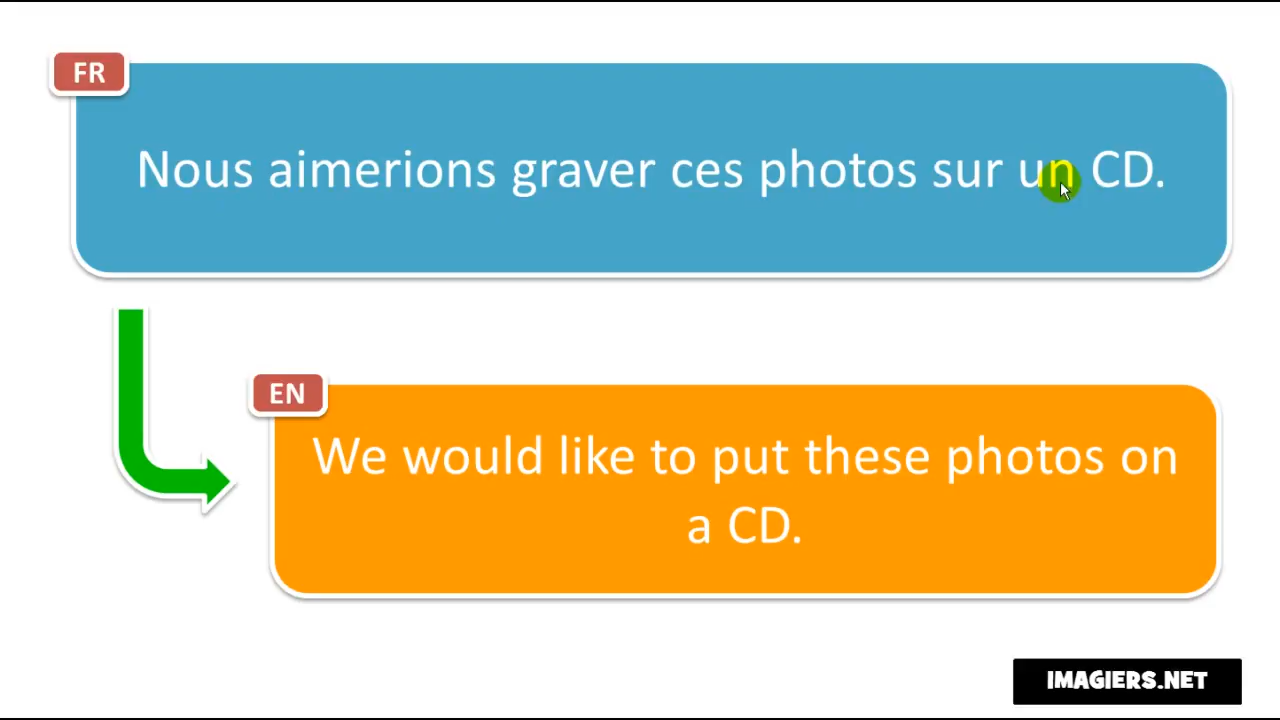 FR
Nous aimerions graver ces photos sur un CD.
EN
We would like to put these photos on
a CD.
IMAGIERS.NET